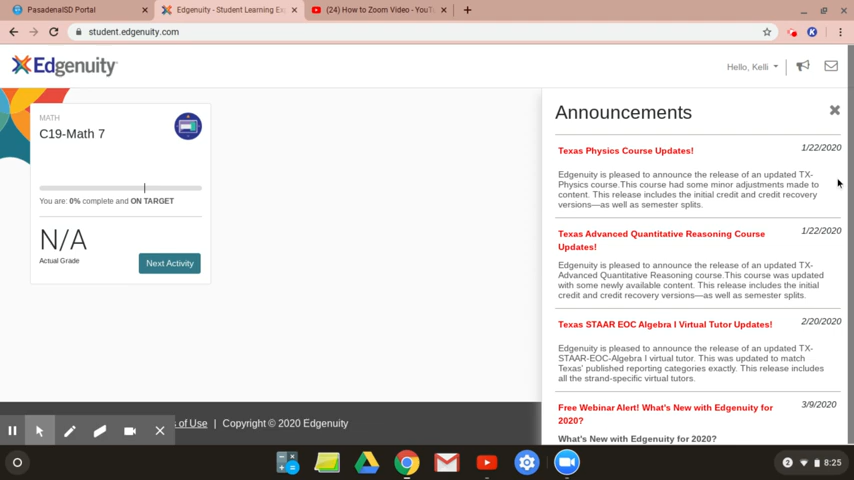 PasadenaISD Portal
Edgenuity - Student Learning Ex
(24) How to Zoom Video - YouT
student.edgenuity.com
Edgenuity
Hello, Kelli
MATH
C19-Math 7
You are: 0% complete and ON TARGET
N/A
Actual Grade
Next Activity
Announcements
Texas Physics Course Updates!
1/22/2020
Edgenuity is pleased to announce the release of an updated TX-
Physics course.This course had some minor adjustments made to
content. This release includes the initial credit and credit recovery
versions—as well as semester splits.
Texas Advanced Quantitative Reasoning Course
Updates!
1/22/2020
Edgenuity is pleased to announce the release of an updated TX-
Advanced Quantitative Reasoning course.This course was updated
with some newly available content. This release includes the initial
credit and credit recovery versions—as well as semester splits.
Texas STAAR EOC Algebra I Virtual Tutor Updates!
2/20/2020
Edgenuity is pleased to announce the release of an updated TX-
STAAR-EOC-Algebra I virtual tutor. This was updated to match
Texas' published reporting categories exactly. This release includes
all the strand-specific virtual tutors.
Free Webinar Alert! What's New with Edgenuity for
2020?
3/9/2020
What's New with Edgenuity for 2020?
s of Use | Copyright © 2020 Edgenuity
2
8:25